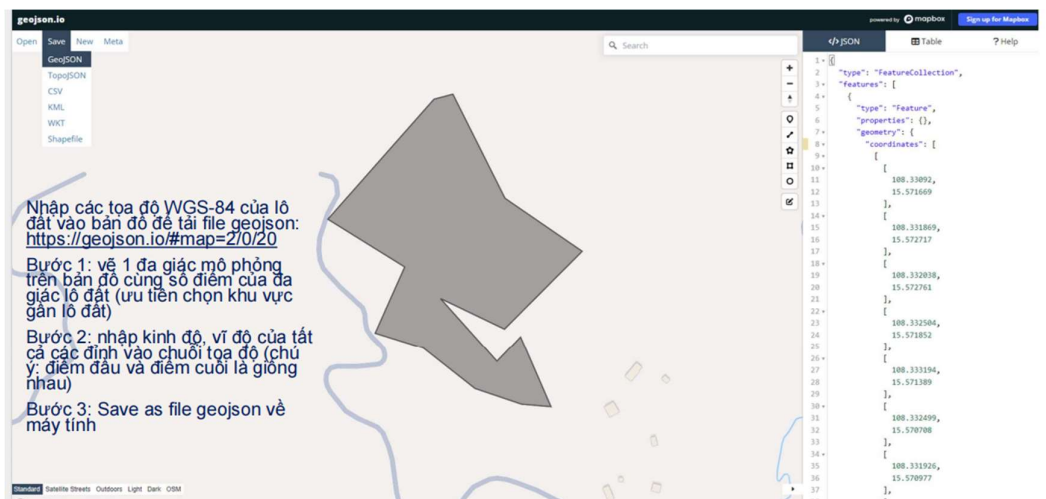 geojson.io
powered by mapbox
Sign up for Mapbox
Open Save New Meta
GeoJSON
TopoJSON
CSV
KML
WKT
Shapefile
Search
Nhập các tọa độ WGS-84 của lô
đất vào bản đồ để tải file geojson:
https://geojson.io/#map=2/0/20
Bước 1: vẽ 1 đa giác mô phỏng
trên bản đồ cùng số điểm của đa
giác lô đất (ưu tiên chọn khu vực
gần lô đất)
Bước 2: nhập kinh độ, vĩ độ của tất
cả các đỉnh vào chuỗi tọa độ (chú
ý: điểm đầu và điểm cuối là giống
nhau)
Bước 3: Save as file geojson về
máy tính
Standard Satellite Streets Outdoors Light Dark OSM
</> JSON Table ? Help
1 {
2 "type": "FeatureCollection",
3 "features": [
4 {
5 "type": "Feature",
6 "properties": {},
7 "geometry": {
8 "coordinates": [
9 [
10 [
11 108.33092,
12 15.571669
13 ],
14 [
15 108.331869,
16 15.572717
17 ],
18 [
19 108.332038,
20 15.572761
21 ],
22 [
23 108.332504,
24 15.571852
25 ],
26 [
27 108.333194,
28 15.571389
29 ],
30 [
31 108.332499,
32 15.570708
33 ],
34 [
35 108.331926,
36 15.570977
37 ],